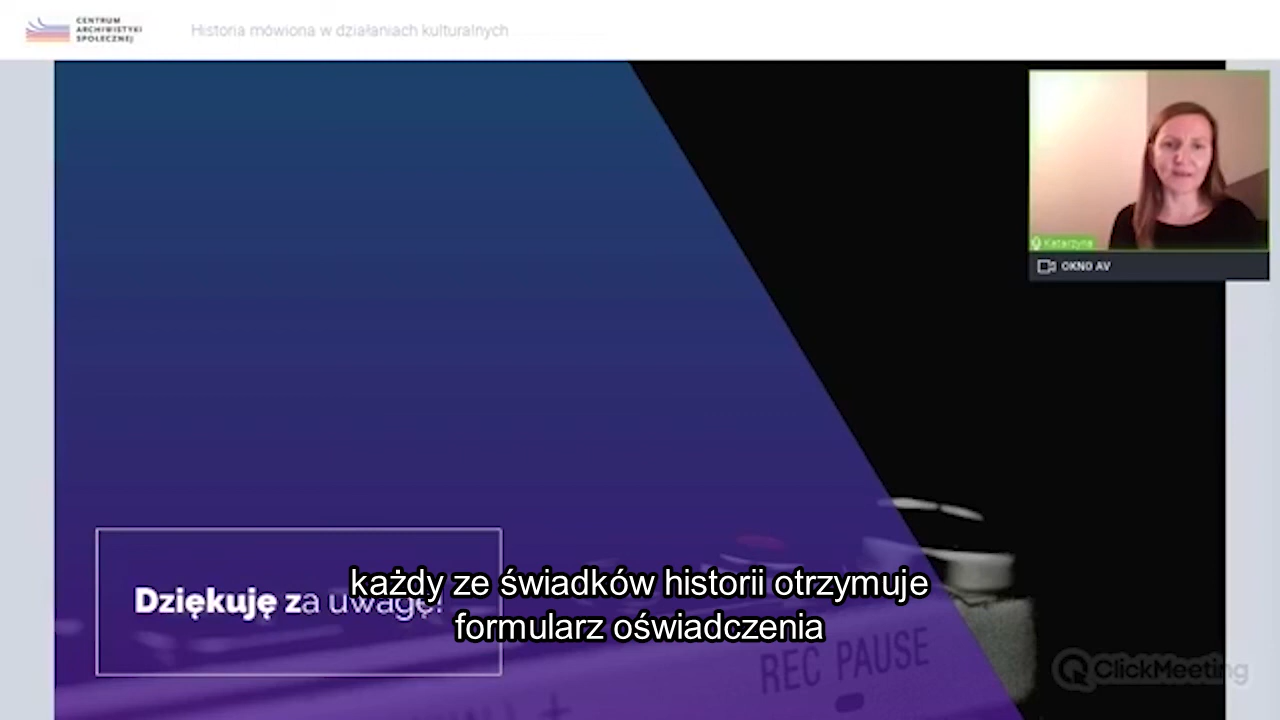 CENTRUM
ARCHIWISTYKI
SPOŁECZNEJ
Historia mówiona w działaniach kulturalnych
Katarzyna
OKNO AV
Dziękuję za uwagę!
każdy ze świadków historii otrzymuje
formularz oświadczenia
REC PAUSE
ClickMeeting